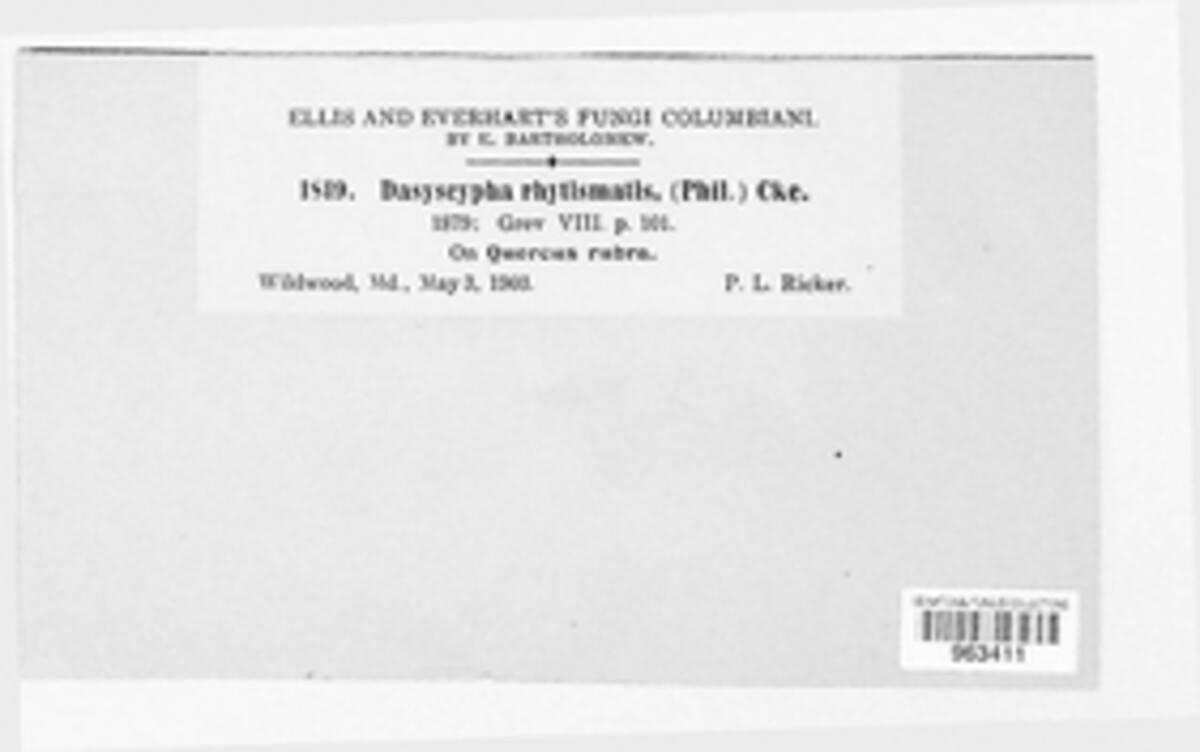 ELLIS AND EVERHART'S FUNGI COLUMBIANI.
BY E. BARTHOLOMEW.
1819. Dasyscypha rhytismatis, (Phil.) Cke.
1879: Grev VIII. p. 101.
On Quercus rubra.
Wildwood, Md., May 3,
P. L. Ricker.
963411